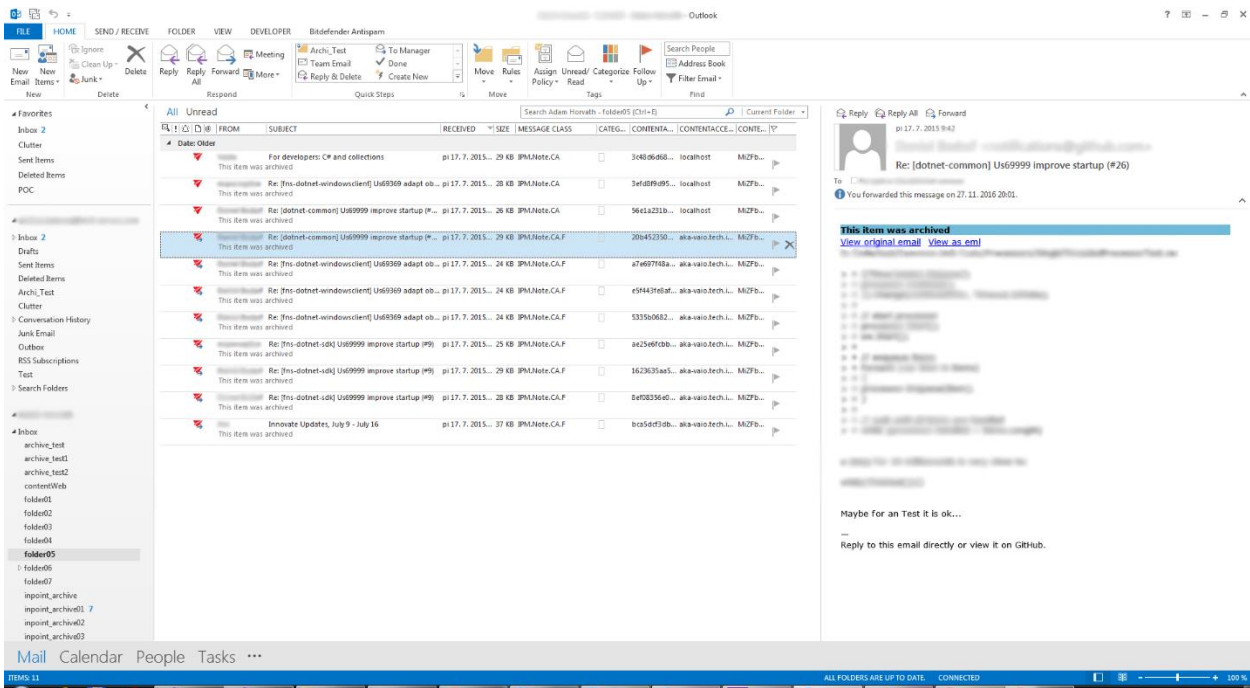 Outlook
FILE HOME SEND / RECEIVE FOLDER VIEW DEVELOPER Bitdefender Antispam
Ignore
Clean Up
Junk
New Email
New Items
Delete
Reply
Reply All
Forward
Meeting
More
Archi_Test
Team Email
Reply & Delete
To Manager
Done
Create New
Move
Rules
Assign Policy
Unread/ Read
Categorize
Follow Up
Search People
Address Book
Filter Email
New Delete Respond Quick Steps Move Tags Find
Favorites
Inbox 2
Clutter
Sent Items
Deleted Items
POC
Inbox 2
Drafts
Sent Items
Deleted Items
Archi_Test
Clutter
Conversation History
Junk Email
Outbox
RSS Subscriptions
Test
Search Folders
Inbox
archive_test
archive_test1
archive_test2
contentWeb
folder01
folder02
folder03
folder04
folder05
folder06
folder07
inpoint_archive
inpoint_archive01 7
inpoint_archive02
inpoint_archive03
All Unread
Search Adam Horvath - folder05 (Ctrl+E) Current Folder
FROM SUBJECT RECEIVED SIZE MESSAGE CLASS CATEG... CONTENTA... CONTENTACCE... CONTE...
Date: Older
For developers: C# and collections pi 17. 7. 2015... 29 KB IPM.Note.CA 3c48d6d68... localhost MiZFb...
This item was archived
Re: [fns-dotnet-windowsclient] Us69369 adapt ob... pi 17. 7. 2015... 28 KB IPM.Note.CA 3efd8f9d95... localhost MiZFb...
This item was archived
Re: [dotnet-common] Us69999 improve startup (#... pi 17. 7. 2015... 26 KB IPM.Note.CA 56e1a231b... localhost MiZFb...
This item was archived
Re: [dotnet-common] Us69999 improve startup (#... pi 17. 7. 2015... 29 KB IPM.Note.CA.F 20b452350... aka-vaio.tech.i... MiZFb...
This item was archived
Re: [fns-dotnet-windowsclient] Us69369 adapt ob... pi 17. 7. 2015... 24 KB IPM.Note.CA.F a7e697f48a... aka-vaio.tech.i... MiZFb...
This item was archived
Re: [fns-dotnet-windowsclient] Us69369 adapt ob... pi 17. 7. 2015... 24 KB IPM.Note.CA.F e5f443fe8af... aka-vaio.tech.i... MiZFb...
This item was archived
Re: [fns-dotnet-windowsclient] Us69369 adapt ob... pi 17. 7. 2015... 24 KB IPM.Note.CA.F 5335b0682... aka-vaio.tech.i... MiZFb...
This item was archived
Re: [fns-dotnet-sdk] Us69999 improve startup (#9) pi 17. 7. 2015... 25 KB IPM.Note.CA.F ae25e6fcbb... aka-vaio.tech.i... MiZFb...
This item was archived
Re: [fns-dotnet-sdk] Us69999 improve startup (#9) pi 17. 7. 2015... 28 KB IPM.Note.CA.F 1623635aa5... aka-vaio.tech.i... MiZFb...
This item was archived
Re: [fns-dotnet-sdk] Us69999 improve startup (#9) pi 17. 7. 2015... 28 KB IPM.Note.CA.F 8ef08356e0... aka-vaio.tech.i... MiZFb...
This item was archived
Innovate Updates, July 9 - July 16 pi 17. 7. 2015... 37 KB IPM.Note.CA.F bca5dcf3db... aka-vaio.tech.i... MiZFb...
This item was archived
Reply Reply All Forward
pi 17. 7. 2015 9:42
Re: [dotnet-common] Us69999 improve startup (#26)
To
You forwarded this message on 27. 11. 2016 20:01.
This item was archived
View original email View as eml
Maybe for an Test it is ok...
—
Reply to this email directly or view it on GitHub.
Mail Calendar People Tasks ...
ITEMS: 11 ALL FOLDERS ARE UP TO DATE. CONNECTED 100 %